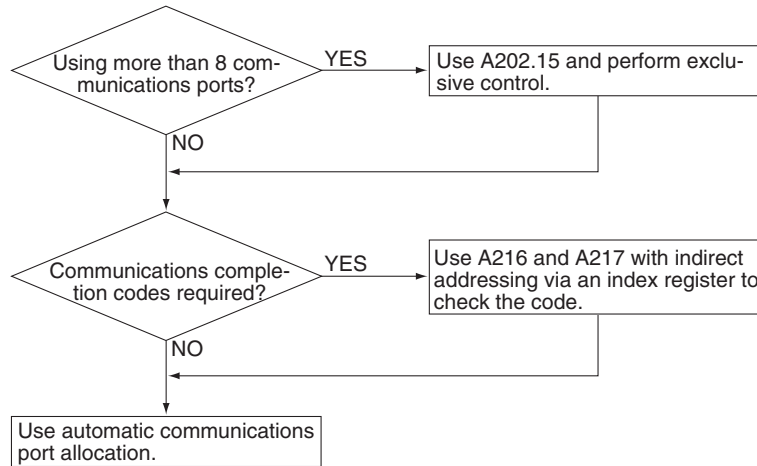 Using more than 8 com-
munications ports?
YES
Use A202.15 and perform exclu-
sive control.
NO
Communications comple-
tion codes required?
YES
Use A216 and A217 with indirect
addressing via an index register to
check the code.
NO
Use automatic communications
port allocation.